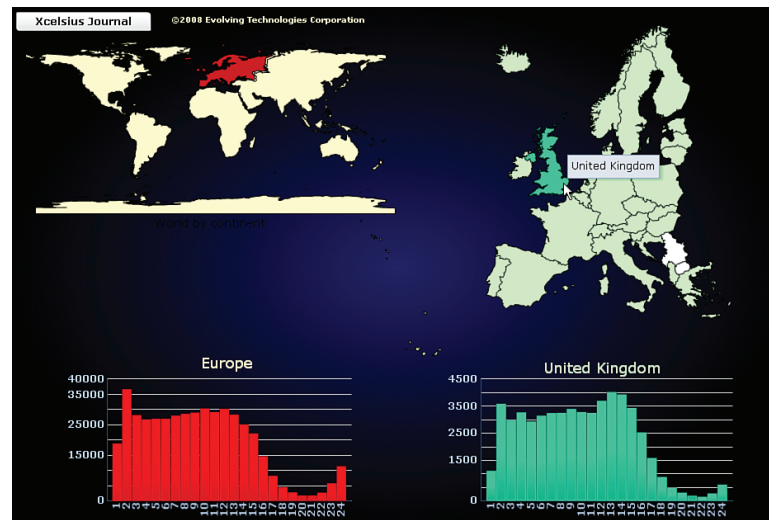 Xcelsius Journal
©2008 Evolving Technologies Corporation
United Kingdom
World by continent
Europe
40000
35000
25000
15000
0
1 2 3 4 5 6 7 8 9 10 11 12 13 14 15 16 17 18 19 20 21 22 23 24
United Kingdom
4500
3500
2500
1500
0
1 2 3 4 5 6 7 8 9 10 11 12 13 14 15 16 17 18 19 20 21 22 23 24